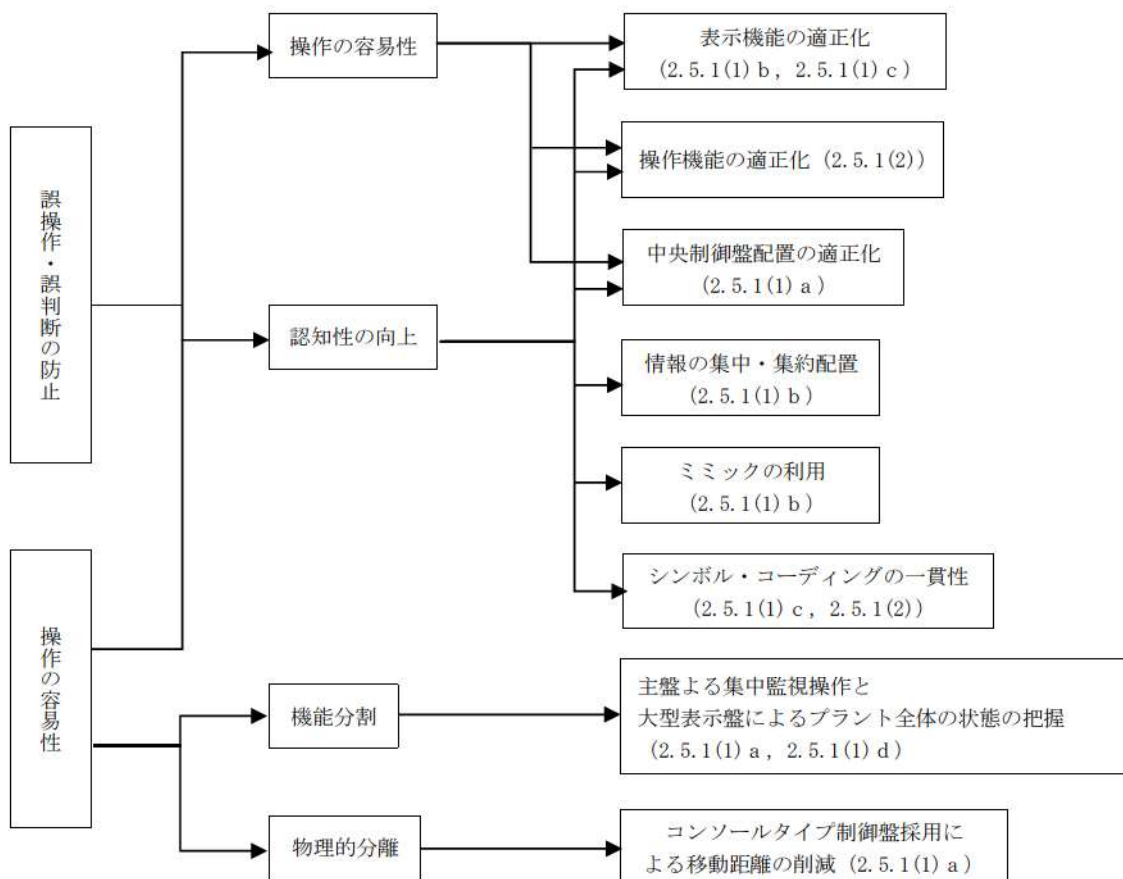 誤操作・誤判断の防止
操作の容易性
操作の容易性
認知性の向上
機能分割
物理的分離
表示機能の適正化
(2.5.1(1)b, 2.5.1(1)c)
操作機能の適正化 (2.5.1(2))
中央制御盤配置の適正化
(2.5.1(1)a)
情報の集中・集約配置
(2.5.1(1)b)
ミミックの利用
(2.5.1(1)b)
シンボル・コーディングの一貫性
(2.5.1(1)c, 2.5.1(2))
主盤よる集中監視操作と
大型表示盤によるプラント全体の状態の把握
(2.5.1(1)a, 2.5.1(1)d)
コンソールタイプ制御盤採用に
よる移動距離の削減 (2.5.1(1)a)